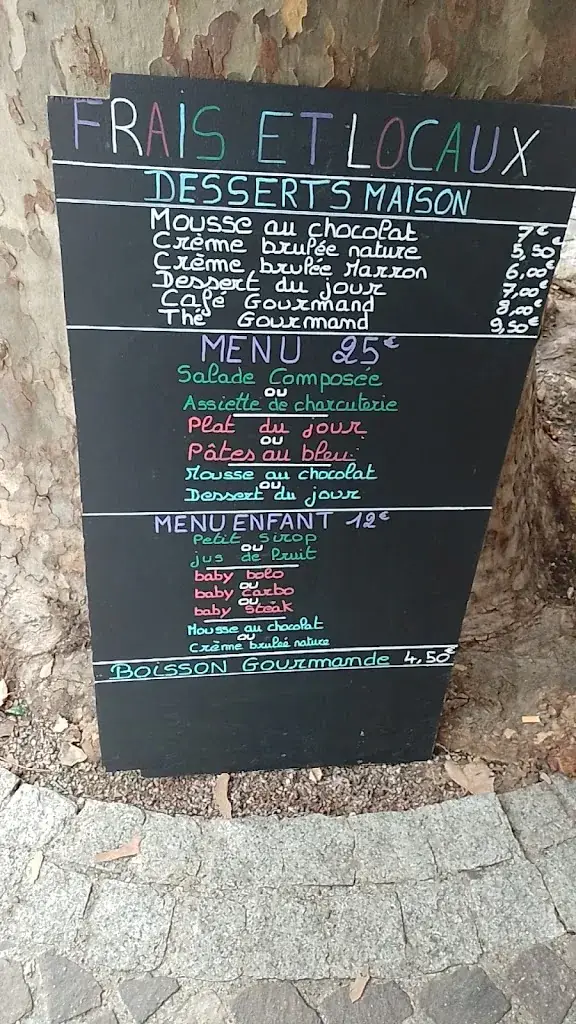 FRAIS ET LOCAUX
DESSERTS MAISON
Mousse au chocolat 7€
Crème brulée nature 5,50€
Crème brulée Marron 6,00€
Dessert du jour 7,00€
Café Gourmand 8,00€
Thé Gourmand 9,50€
MENU 25€
Salade Composée
ou
Assiette de charcuterie
Plat du jour
ou
Pâtes au bleu
Mousse au chocolat
ou
Dessert du jour
MENU ENFANT 12€
Petit Sirop
ou
jus de fruit
baby bolo
ou
baby carbo
ou
baby steak
Mousse au chocolat
ou
Crème bruleé nature
BOISSON Gourmande 4,50€